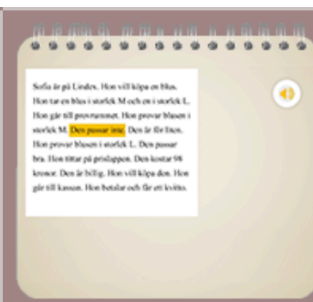 Sofia är på Lindex. Hon vill köpa en blus.
Hon tar en blus i storlek M och en i storlek L.
Hon går till provrummet. Hon provar blusen i
storlek M. Den passar inte. Den är för liten.
Hon provar blusen i storlek L. Den passar
bra. Hon tittar på prislappen. Den kostar 98
kronor. Den är billig. Hon vill köpa den. Hon
går till kassan. Hon betalar och får ett kvitto.